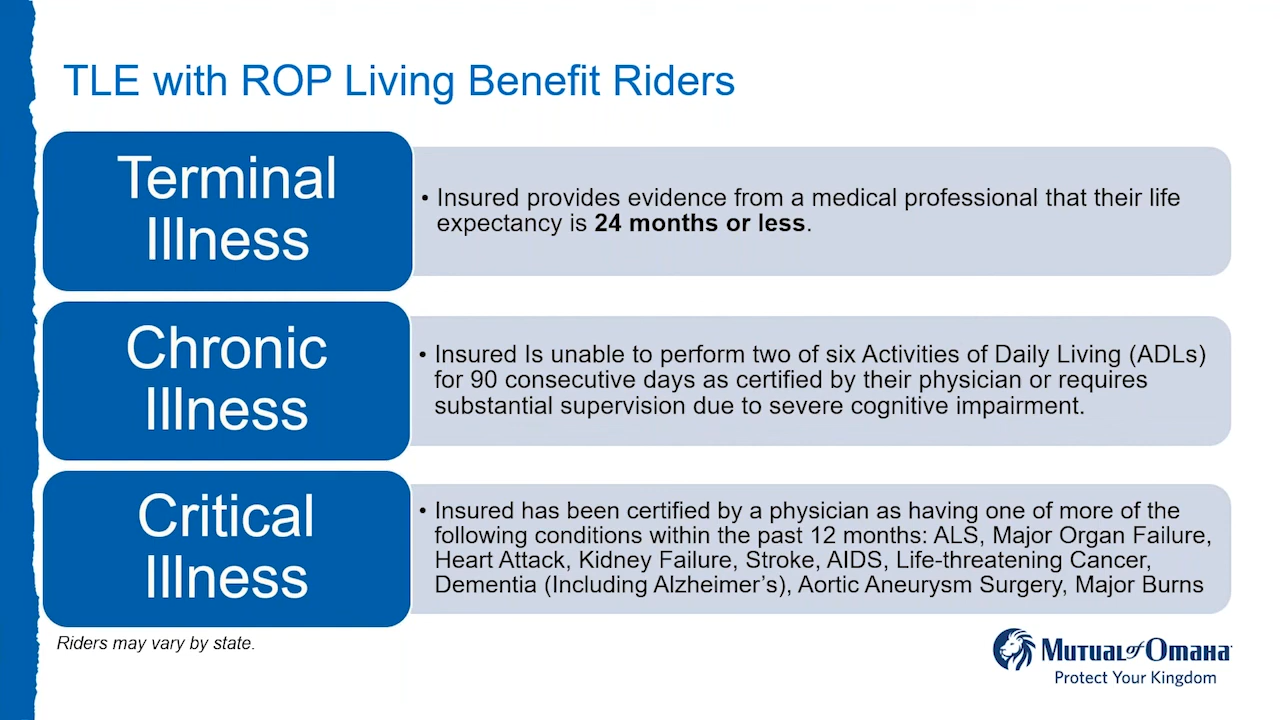 TLE with ROP Living Benefit Riders
Terminal
Illness
• Insured provides evidence from a medical professional that their life
expectancy is 24 months or less.
Chronic
Illness
• Insured Is unable to perform two of six Activities of Daily Living (ADLs)
for 90 consecutive days as certified by their physician or requires
substantial supervision due to severe cognitive impairment.
Critical
Illness
• Insured has been certified by a physician as having one of more of the
following conditions within the past 12 months: ALS, Major Organ Failure,
Heart Attack, Kidney Failure, Stroke, AIDS, Life-threatening Cancer,
Dementia (Including Alzheimer’s), Aortic Aneurysm Surgery, Major Burns
Riders may vary by state.
Mutual of Omaha
Protect Your Kingdom